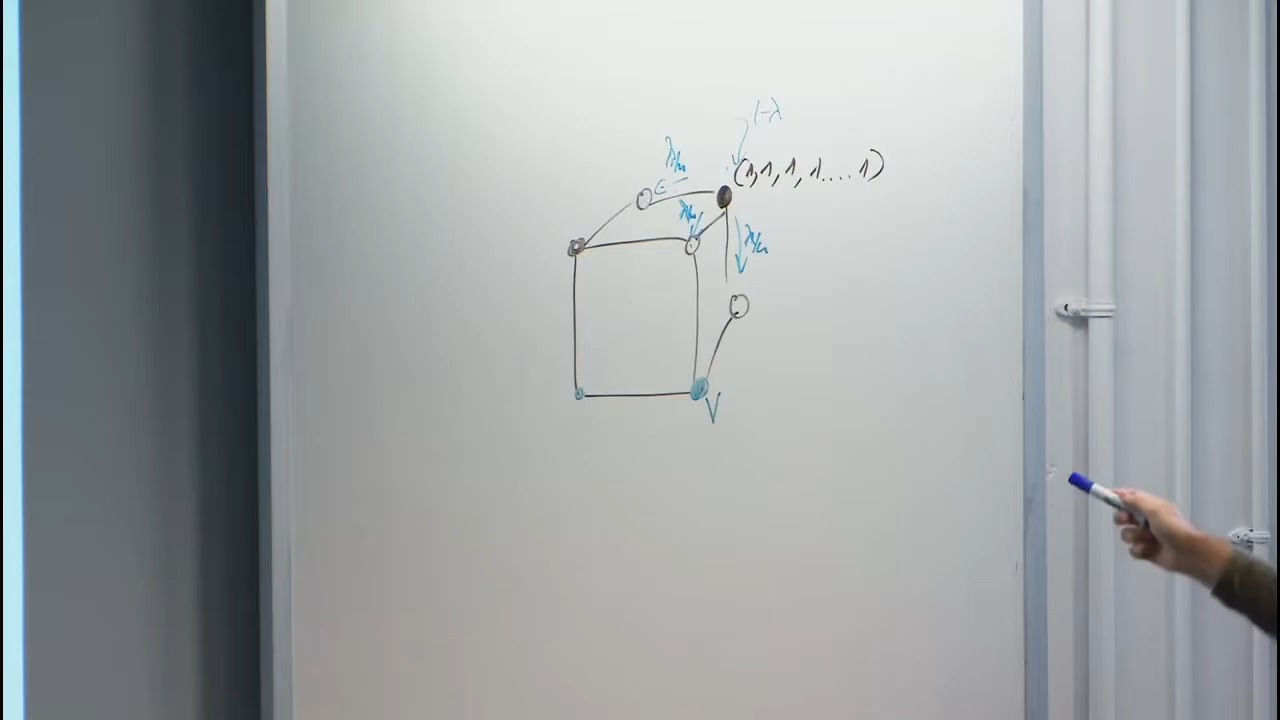 1-λ
λ/n
(1,1,1,1....1)
λ/n
λ/n
V